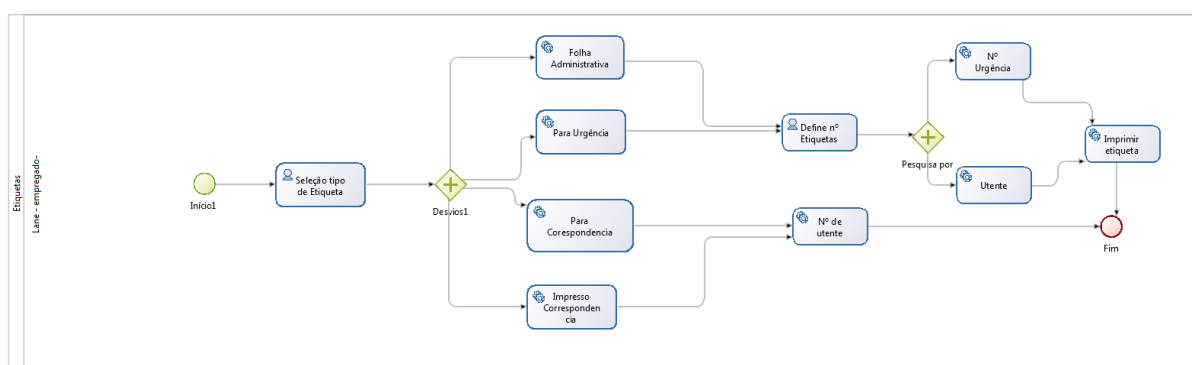 Etiquetas
Lane - empregado-
Início1
Seleção tipo
de Etiqueta
Desvios1
Folha
Administrativa
Para Urgência
Para
Corespondencia
Impresso
Corresponden
cia
Define nº
Etiquetas
Nº de
utente
Pesquisa por
Nº
Urgência
Utente
Imprimir
etiqueta
Fim